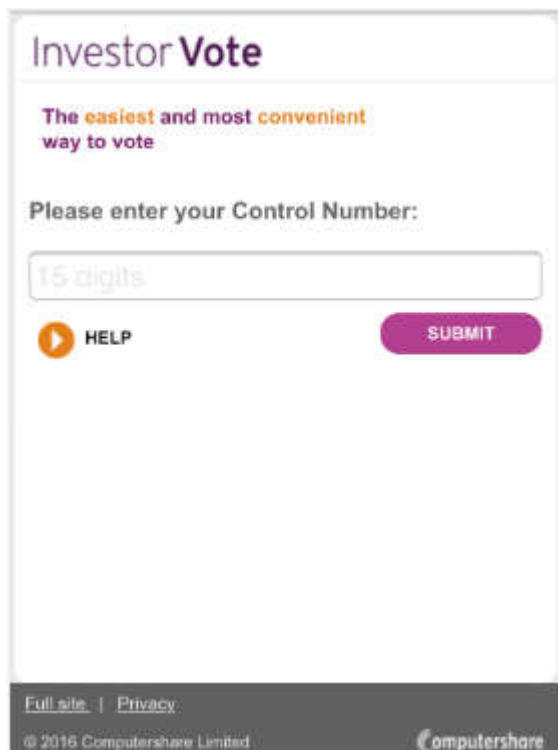 Investor Vote
The easiest and most convenient
way to vote
Please enter your Control Number:
15 digits
HELP
SUBMIT
Full site | Privacy
© 2016 Computershare Limited
Computershare